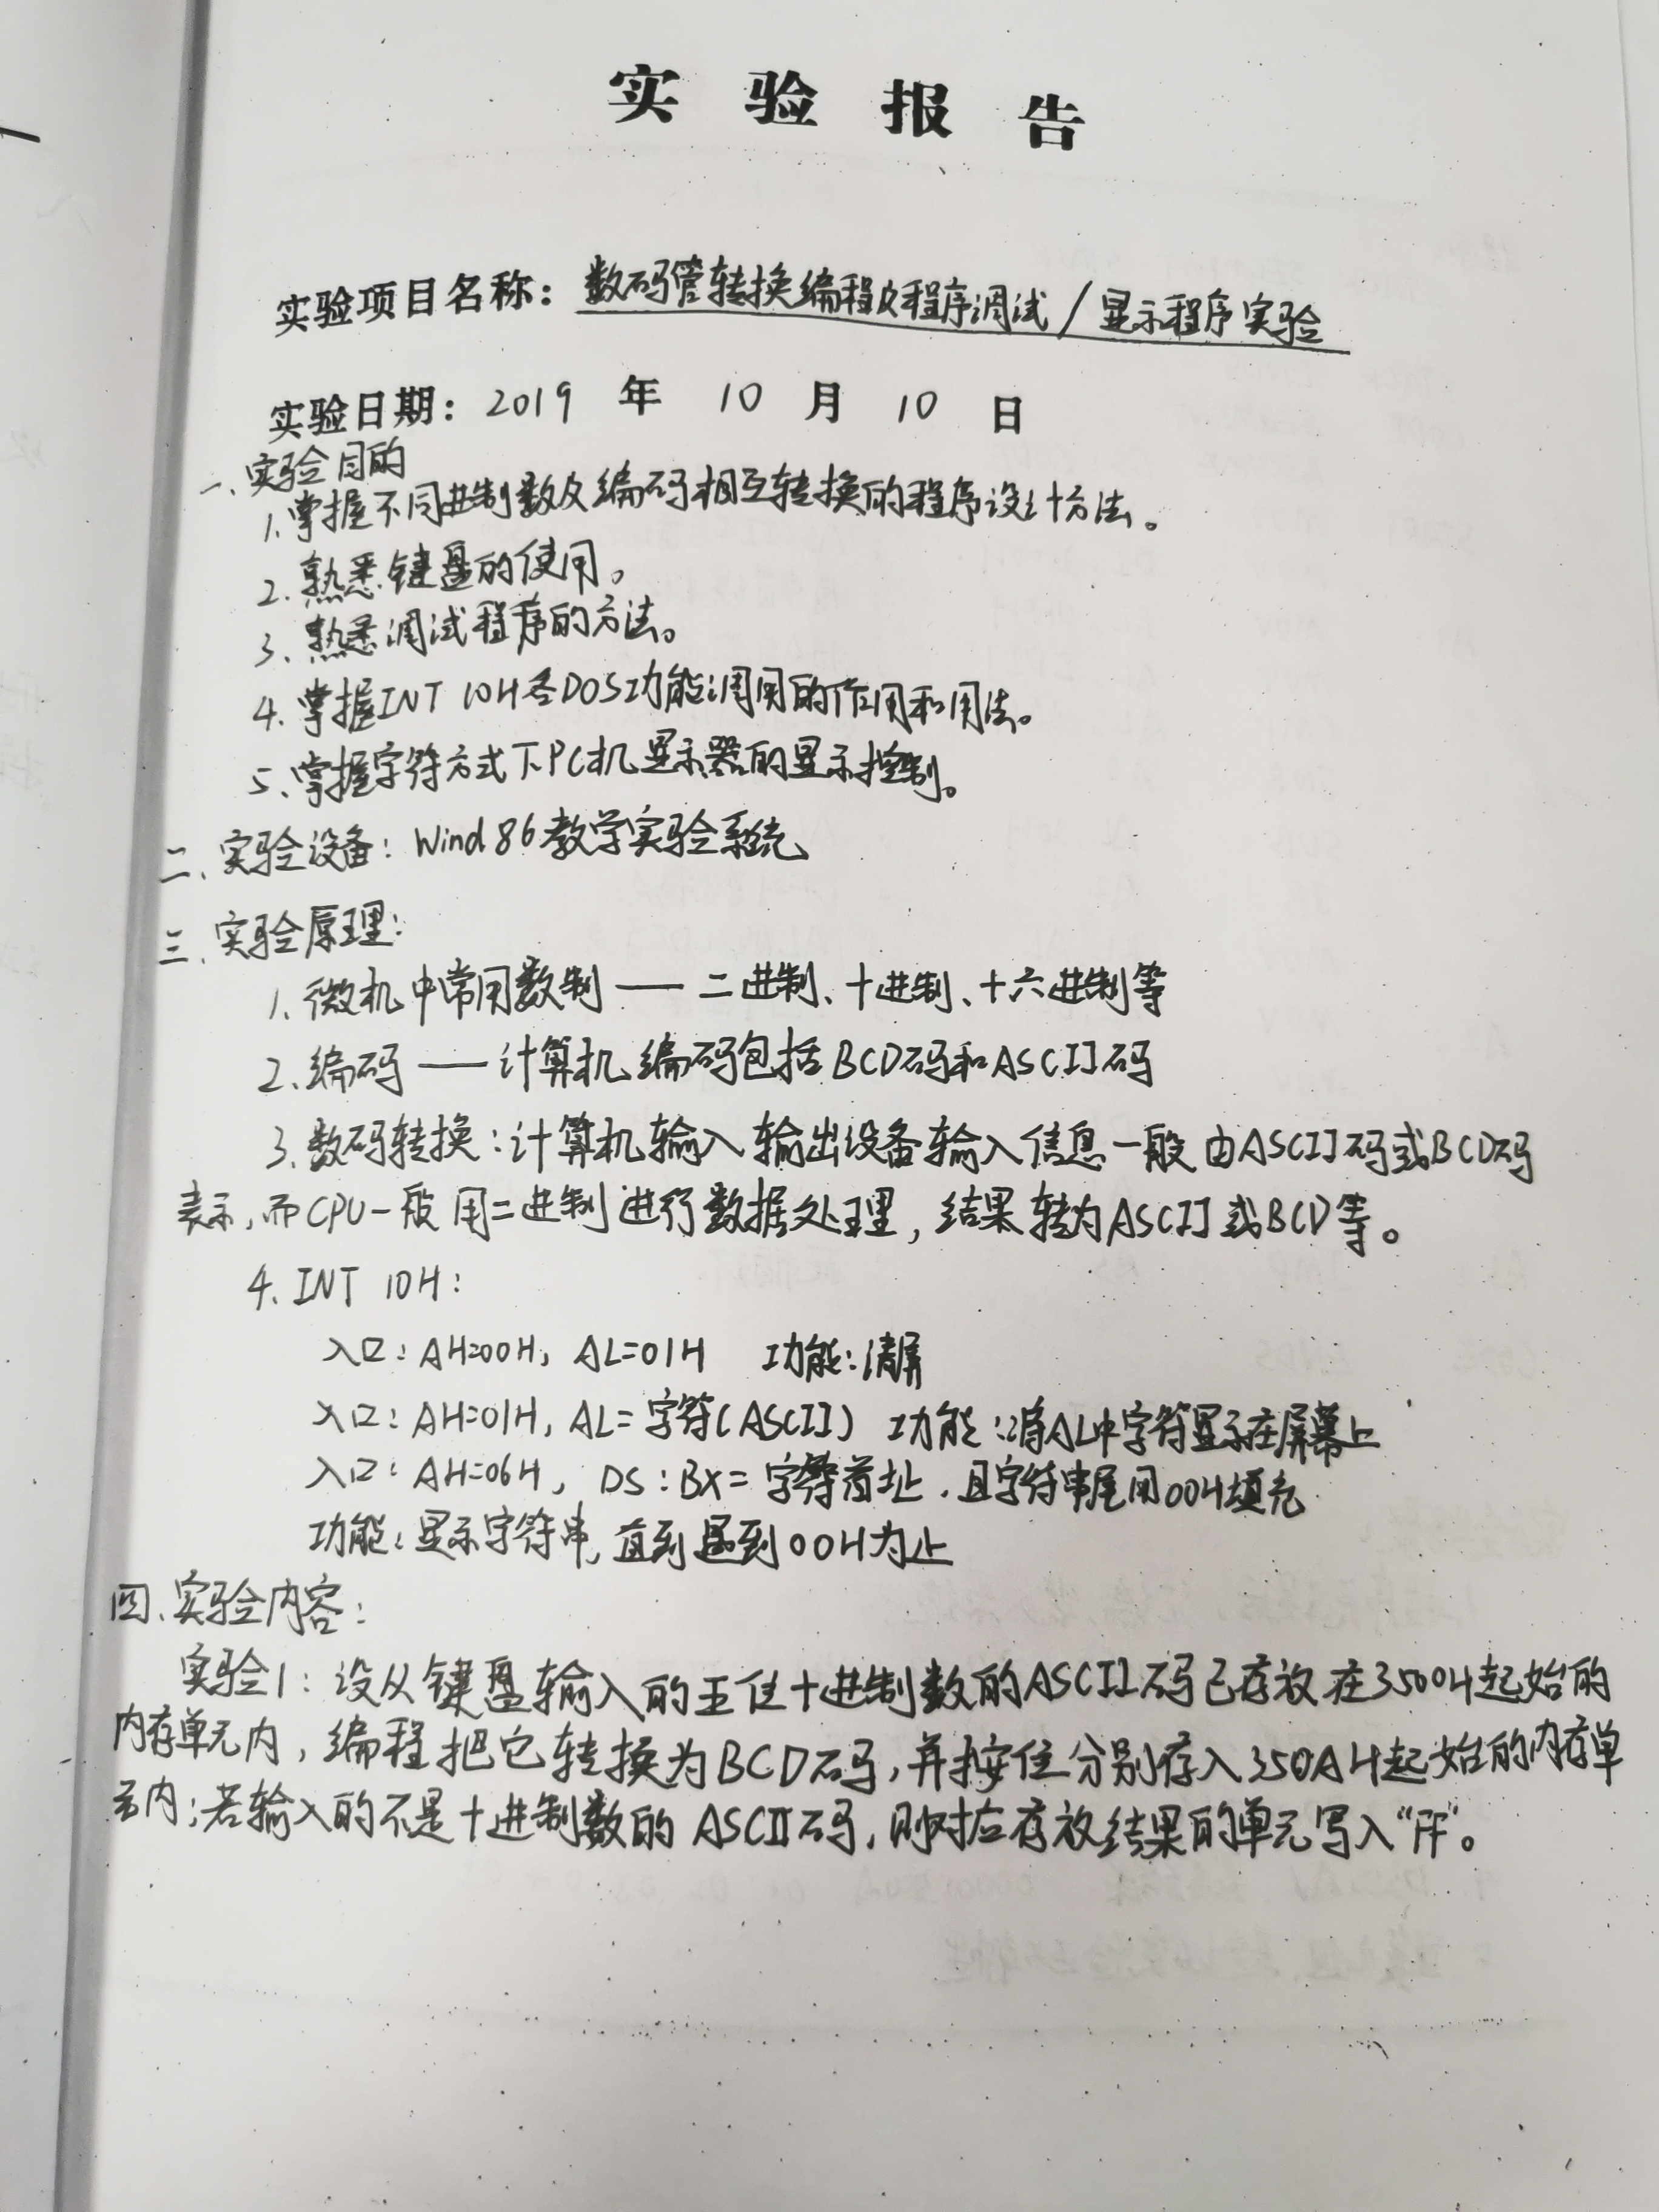 实验报告
实验项目名称：数码管转换编程及程序调试/显示程序实验
实验日期：2019 年 10 月 10 日
一、实验目的
1、掌握不同进制数及编码相互转换的程序设计方法。
2、熟悉键盘的使用。
3、熟悉调试程序的方法。
4、掌握INT 10H各DOS功能调用的作用和用法。
5、掌握字符方式下PC机显示器的显示控制。
二、实验设备：Wind86教学实验系统
三、实验原理：
1、微机中常用数制——二进制、十进制、十六进制等
2、编码——计算机编码包括BCD码和ASCII码
3、数码转换：计算机输入输出设备输入信息一般由ASCII码或BCD码
表示，而CPU一般用二进制进行数据处理，结果转为ASCII或BCD等。
4、INT 10H：
入口：AH=00H，AL=01H 功能：清屏
入口：AH=01H，AL=字符(ASCII) 功能：将AL中字符显示在屏幕上
入口：AH=06H，DS:BX=字符首址，且字符串尾用00H填充
功能：显示字符串，直到遇到00H为止
四、实验内容：
实验1：设从键盘输入的五位十进制数的ASCII码已存放在3500H起始的
内存单元内，编程把它转换为BCD码，并按位分别存入350AH起始的内存单
元内；若输入的不是十进制数的ASCII码，则对应存放结果的单元写入“FF”。